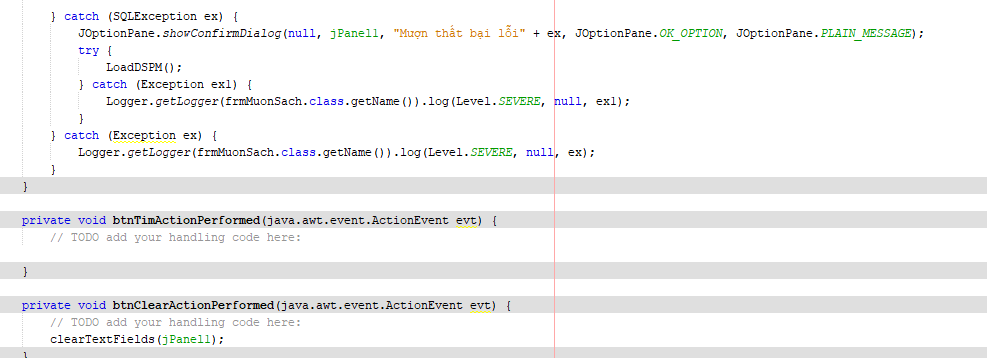 } catch (SQLException ex) {
JOptionPane.showConfirmDialog(null, jPanel1, "Mượn thất bại lỗi" + ex, JOptionPane.OK_OPTION, JOptionPane.PLAIN_MESSAGE);
try {
LoadDSPM();
} catch (Exception ex1) {
Logger.getLogger(frmMuonSach.class.getName()).log(Level.SEVERE, null, ex1);
}
} catch (Exception ex) {
Logger.getLogger(frmMuonSach.class.getName()).log(Level.SEVERE, null, ex);
}
}
private void btnTimActionPerformed(java.awt.event.ActionEvent evt) {
// TODO add your handling code here:
}
private void btnClearActionPerformed(java.awt.event.ActionEvent evt) {
// TODO add your handling code here:
clearTextFields(jPanel1);
}